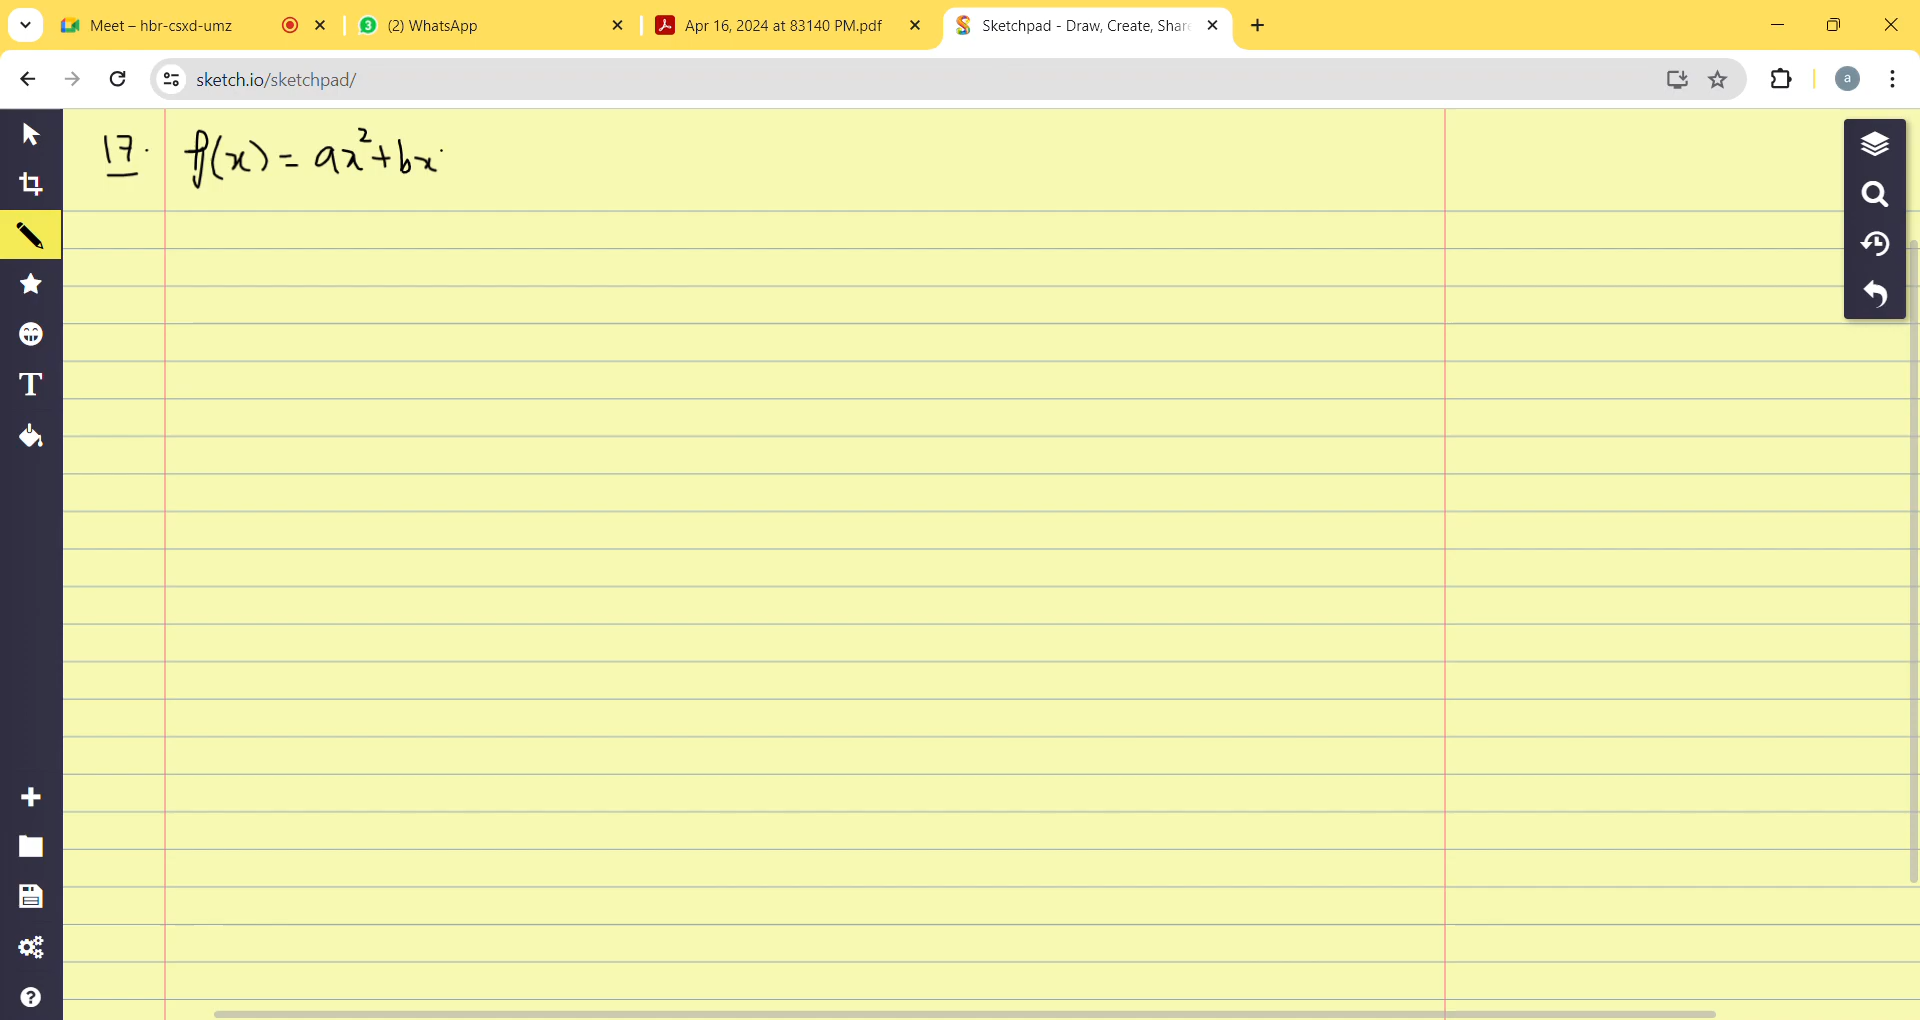 Meet – hbr-csxd-umz
3 (2) WhatsApp
Apr 16, 2024 at 83140 PM.pdf
Sketchpad - Draw, Create, Shar
sketch.io/sketchpad/
a
17. f(x) = ax²+bx
T
?